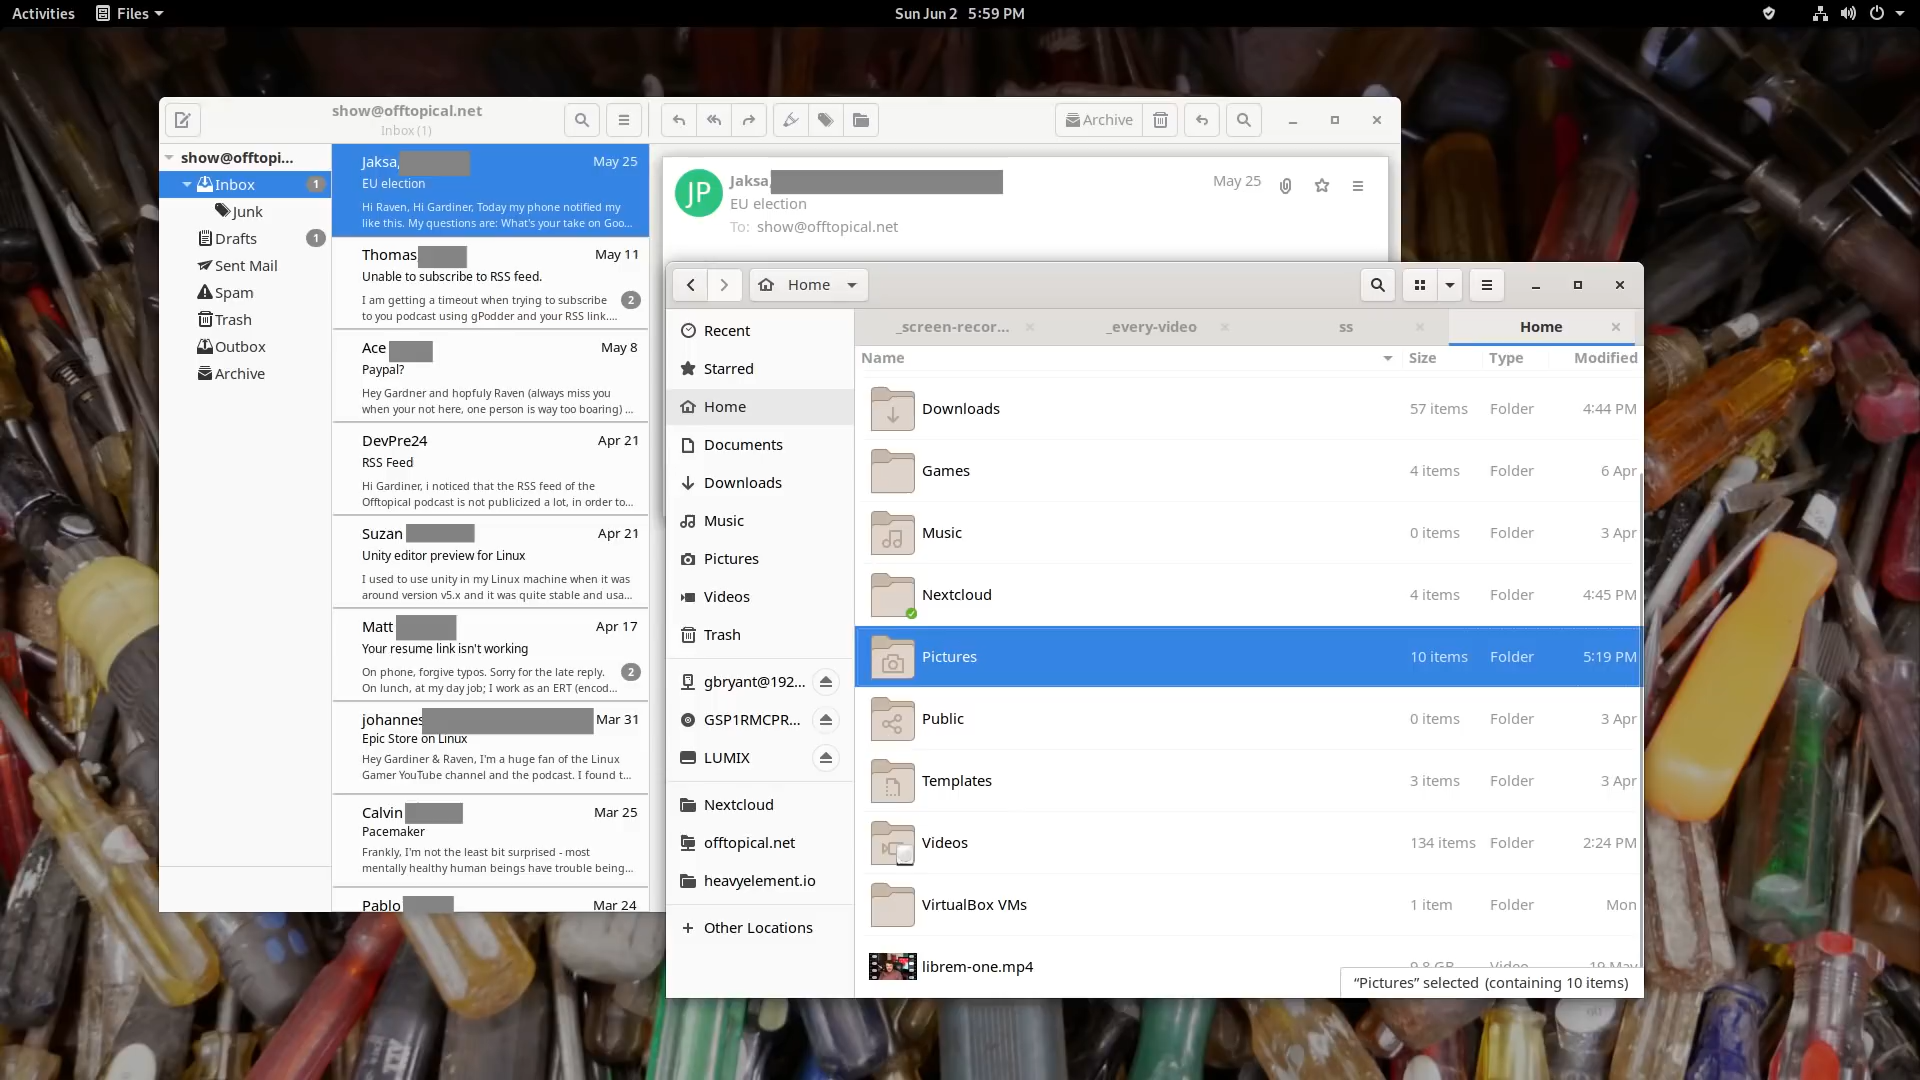 Activities
Files
Sun Jun 2 5:59 PM
show@offtopical.net
Inbox (1)
Archive
show@offtopi...
Inbox 1
Junk
Drafts 1
Sent Mail
Spam
Trash
Outbox
Archive
Jaksa, May 25
EU election
Hi Raven, Hi Gardiner, Today my phone notified my
like this. My questions are: What's your take on Goo...
Thomas May 11
Unable to subscribe to RSS feed.
I am getting a timeout when trying to subscribe
to you podcast using gPodder and your RSS link....
2
Ace May 8
Paypal?
Hey Gardner and hopfuly Raven (always miss you
when your not here, one person is way too boaring) ...
DevPre24 Apr 21
RSS Feed
Hi Gardiner, i noticed that the RSS feed of the
Offtopical podcast is not publicized a lot, in order to...
Suzan Apr 21
Unity editor preview for Linux
I used to use unity in my Linux machine when it was
around version v5.x and it was quite stable and usa...
Matt Apr 17
Your resume link isn't working
On phone, forgive typos. Sorry for the late reply.
On lunch, at my day job; I work as an ERT (encod...
2
johannes Mar 31
Epic Store on Linux
Hey Gardiner & Raven, I'm a huge fan of the Linux
Gamer YouTube channel and the podcast. I found t...
Calvin Mar 25
Pacemaker
Frankly, I'm not the least bit surprised - most
mentally healthy human beings have trouble being...
Pablo Mar 24
JP
Jaksa, May 25
EU election
To: show@offtopical.net
Home
Recent
Starred
Home
Documents
Downloads
Music
Pictures
Videos
Trash
gbryant@192...
GSP1RMCPR...
LUMIX
Nextcloud
offtopical.net
heavyelement.io
Other Locations
_screen-recor... _every-video ss Home
Name Size Type Modified
Downloads 57 items Folder 4:44 PM
Games 4 items Folder 6 Apr
Music 0 items Folder 3 Apr
Nextcloud 4 items Folder 4:45 PM
Pictures 10 items Folder 5:19 PM
Public 0 items Folder 3 Apr
Templates 3 items Folder 3 Apr
Videos 134 items Folder 2:24 PM
VirtualBox VMs 1 item Folder Mon
librem-one.mp4 9.8 GB Video 19 May
“Pictures” selected (containing 10 items)